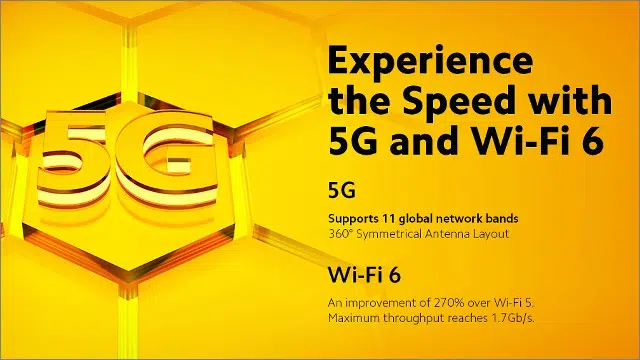 5G
Experience
the Speed with
5G and Wi-Fi 6
5G
Supports 11 global network bands
360° Symmetrical Antenna Layout
Wi-Fi 6
An improvement of 270% over Wi-Fi 5.
Maximum throughput reaches 1.7Gb/s.